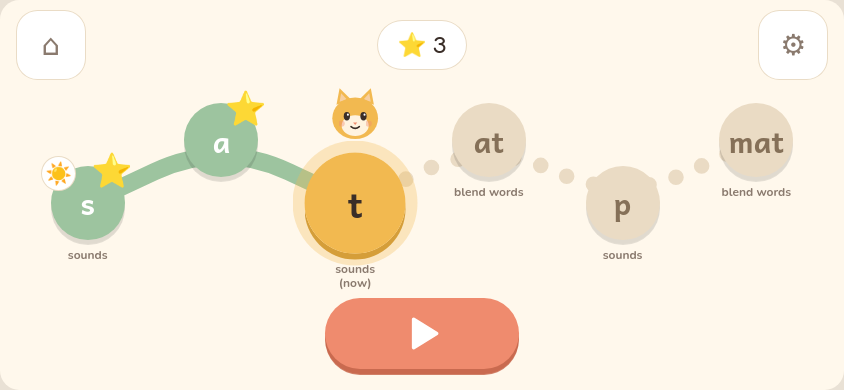 3
s
sounds
a
t
sounds
(now)
at
blend words
p
sounds
mat
blend words